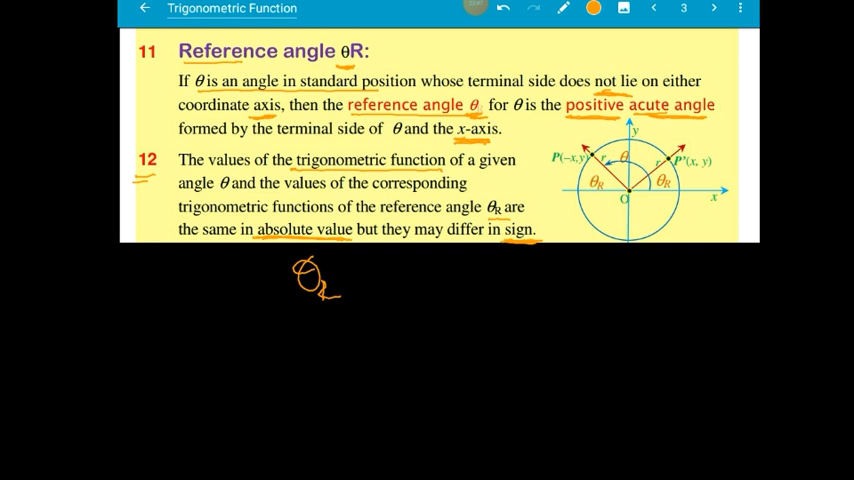 Trigonometric Function
3
11 Reference angle θR:
If θ is an angle in standard position whose terminal side does not lie on either
coordinate axis, then the reference angle θR for θ is the positive acute angle
formed by the terminal side of θ and the x-axis.
12 The values of the trigonometric function of a given
angle θ and the values of the corresponding
trigonometric functions of the reference angle θR are
the same in absolute value but they may differ in sign.
y
P(−x,y) r θ r P'(x, y)
θR θR
O x
θR